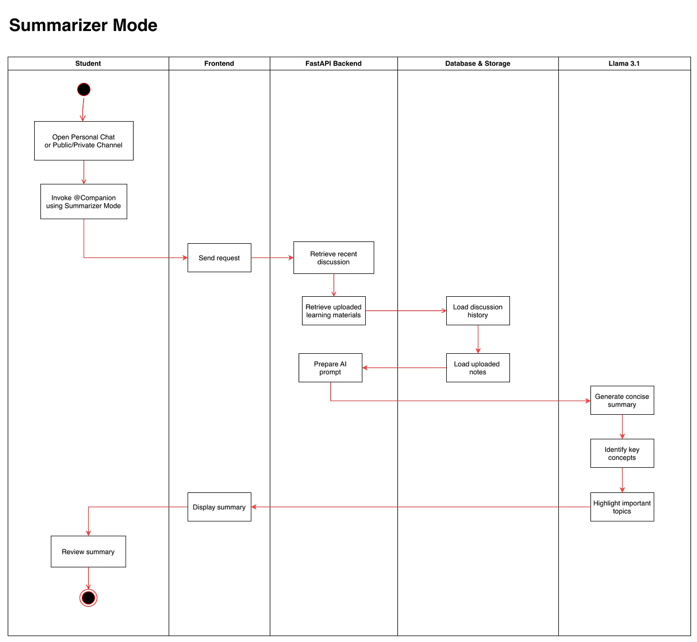 Summarizer Mode
Student
Frontend
FastAPI Backend
Database & Storage
Llama 3.1
Open Personal Chat
or Public/Private Channel
Invoke @Companion
using Summarizer Mode
Send request
Retrieve recent
discussion
Retrieve uploaded
learning materials
Load discussion
history
Prepare AI
prompt
Load uploaded
notes
Generate concise
summary
Identify key
concepts
Highlight important
topics
Display summary
Review summary